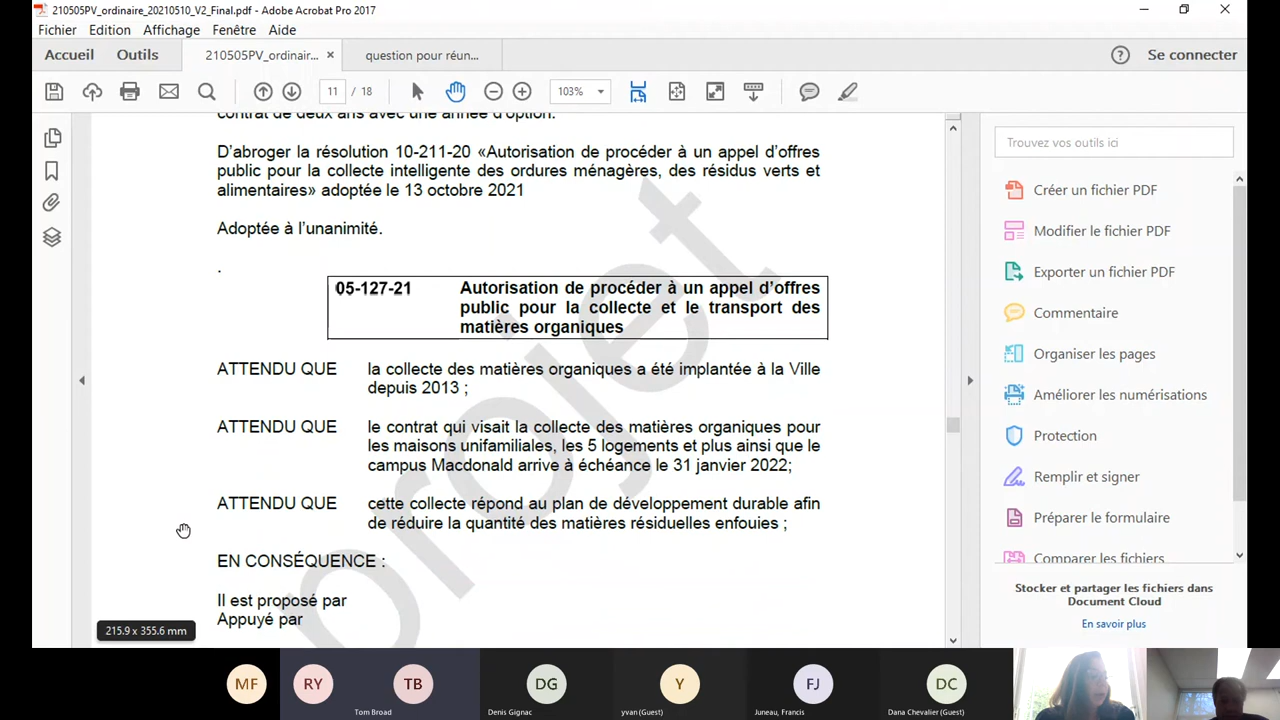 210505PV_ordinaire_20210510_V2_Final.pdf - Adobe Acrobat Pro 2017
Fichier Edition Affichage Fenêtre Aide
Accueil Outils 210505PV_ordinair... × question pour réun... ? Se connecter
11 / 18 103%
contrat de deux ans avec une année d'option.
D'abroger la résolution 10-211-20 «Autorisation de procéder à un appel d'offres
public pour la collecte intelligente des ordures ménagères, des résidus verts et
alimentaires» adoptée le 13 octobre 2021
Adoptée à l'unanimité.
.
05-127-21 Autorisation de procéder à un appel d'offres
public pour la collecte et le transport des
matières organiques
ATTENDU QUE la collecte des matières organiques a été implantée à la Ville
depuis 2013 ;
ATTENDU QUE le contrat qui visait la collecte des matières organiques pour
les maisons unifamiliales, les 5 logements et plus ainsi que le
campus Macdonald arrive à échéance le 31 janvier 2022;
ATTENDU QUE cette collecte répond au plan de développement durable afin
de réduire la quantité des matières résiduelles enfouies ;
EN CONSÉQUENCE :
Il est proposé par
Appuyé par
projet
215.9 x 355.6 mm
Trouvez vos outils ici
Créer un fichier PDF
Modifier le fichier PDF
Exporter un fichier PDF
Commentaire
Organiser les pages
Améliorer les numérisations
Protection
Remplir et signer
Préparer le formulaire
Comparer les fichiers
Stocker et partager les fichiers dans
Document Cloud
En savoir plus
MF RY TB DG Y FJ DC
Tom Broad Denis Gignac yvan (Guest) Juneau, Francis Dana Chevalier (Guest)